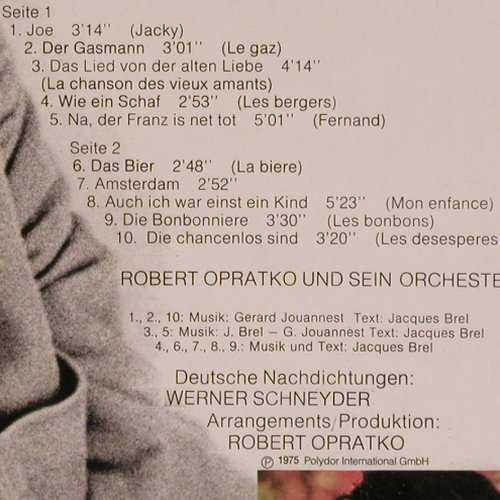 Seite 1
1. Joe 3'14'' (Jacky)
2. Der Gasmann 3'01'' (Le gaz)
3. Das Lied von der alten Liebe 4'14''
(La chanson des vieux amants)
4. Wie ein Schaf 2'53'' (Les bergers)
5. Na, der Franz is net tot 5'01'' (Fernand)
Seite 2
6. Das Bier 2'48'' (La biere)
7. Amsterdam 2'52''
8. Auch ich war einst ein Kind 5'23'' (Mon enfance)
9. Die Bonbonniere 3'30'' (Les bonbons)
10. Die chancenlos sind 3'20'' (Les desesperes
ROBERT OPRATKO UND SEIN ORCHESTE
1., 2., 10: Musik: Gerard Jouannest Text: Jacques Brel
3., 5: Musik: J. Brel – G. Jouannest Text: Jacques Brel
4., 6., 7., 8., 9.: Musik und Text: Jacques Brel
Deutsche Nachdichtungen:
WERNER SCHNEYDER
Arrangements/Produktion:
ROBERT OPRATKO
℗ 1975 Polydor International GmbH